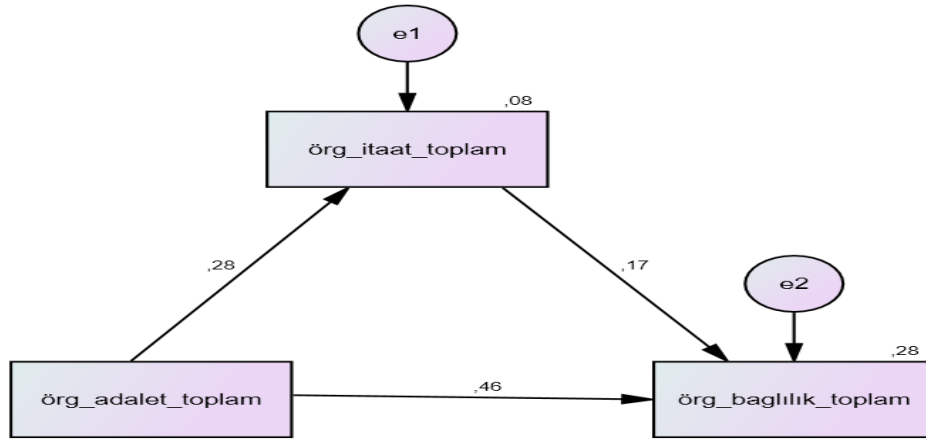 e1
,08
örg_itaat_toplam
,28
,17
e2
,28
örg_adalet_toplam
,46
örg_baglılık_toplam